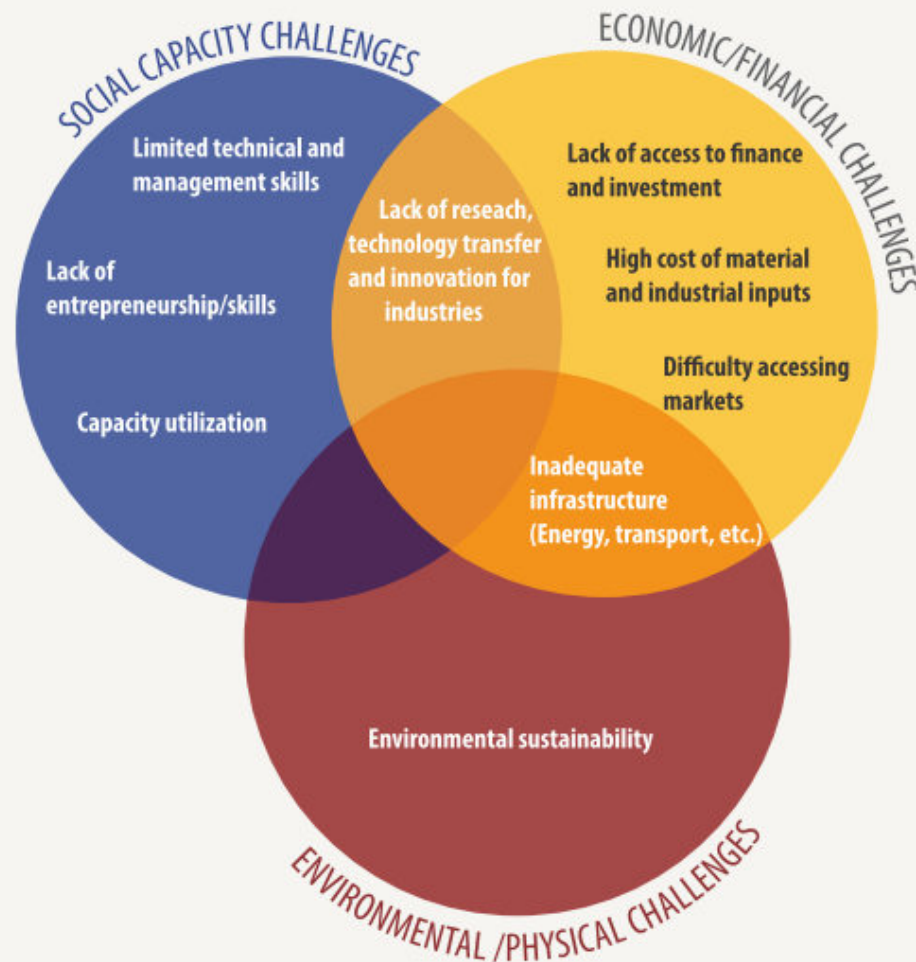 SOCIAL CAPACITY CHALLENGES
ECONOMIC/FINANCIAL CHALLENGES
Limited technical and
management skills
Lack of
entrepreneurship/skills
Capacity utilization
Lack of reseach,
technology transfer
and innovation for
industries
Lack of access to finance
and investment
High cost of material
and industrial inputs
Difficulty accessing
markets
Inadequate
infrastructure
(Energy, transport, etc.)
Environmental sustainability
ENVIRONMENTAL /PHYSICAL CHALLENGES